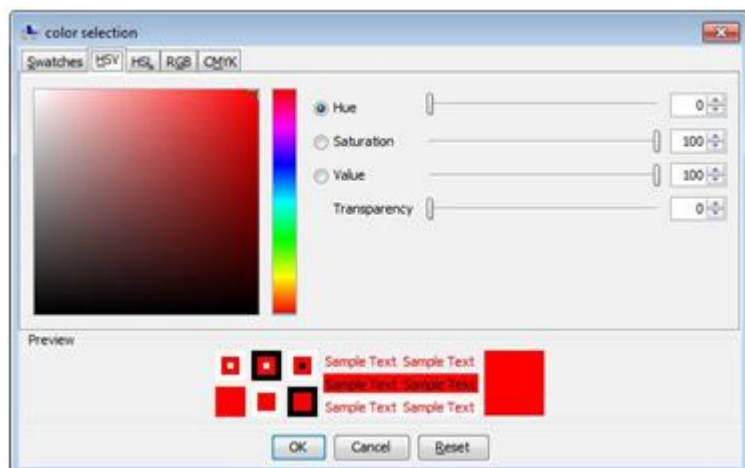 color selection
Swatches HSV HSL RGB CMYK
Hue 0
Saturation 100
Value 100
Transparency 0
Preview
Sample Text Sample Text
Sample Text Sample Text
Sample Text Sample Text
OK Cancel Reset